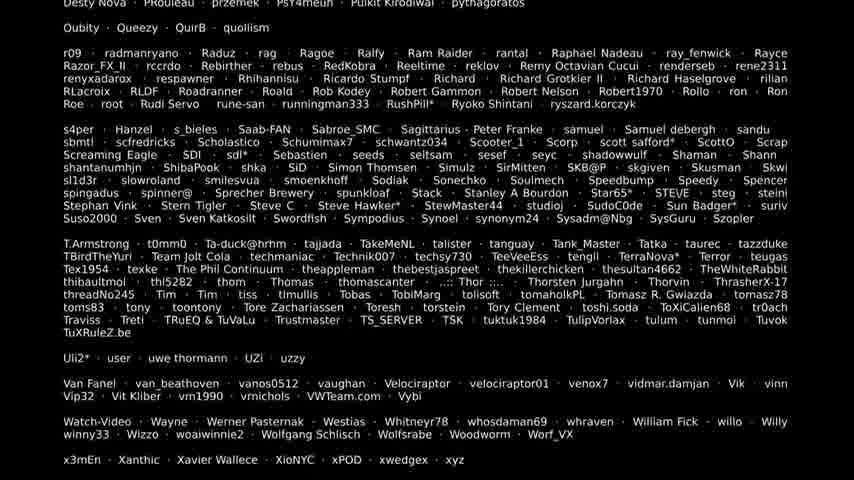 Desty Nova · PRouleau · przemek · PsY4meuh · Pulkit Kirodiwal · pythagoratos
Oubity · Queezy · QuirB · quollism
r09 · radmanryano · Raduz · rag · Ragoe · Ralfy · Ram Raider · rantal · Raphael Nadeau · ray_fenwick · Rayce
Razor_FX_II · rccrdo · Rebirther · rebus · RedKobra · Reeltime · reklov · Remy Octavian Cucui · renderseb · rene2311
renyxadarox · respawner · Rhihannisu · Ricardo Stumpf · Richard · Richard Grotkier II · Richard Haselgrove · rilian
RLacroix · RLDF · Roadranner · Roald · Rob Kodey · Robert Gammon · Robert Nelson · Robert1970 · Rollo · ron · Ron
Roe · root · Rudi Servo · rune-san · runningman333 · RushPill* · Ryoko Shintani · ryszard.korczyk
s4per · Hanzel · s_bieles · Saab-FAN · Sabroe_SMC · Sagittarius - Peter Franke · samuel · Samuel debergh · sandu
sbmtl · scfredricks · Scholastico · Schumimax7 · schwantz034 · Scooter_1 · Scorp · scott safford* · ScottO · Scrap
Screaming Eagle · SDI · sdl* · Sebastien · seeds · seltsam · sesef · seyc · shadowwulf · Shaman · Shann
shantanumhjn · ShibaPook · shka · SiD · Simon Thomsen · Simulz · SirMitten · SKB@P · skgiven · Skusman · Skwi
sl1d3r · slowroland · smilesvua · smoenkhoff · Sodiak · Sonechko · Soulmech · Speedbump · Speedy · Spencer
spingadus · spinner@ · Sprecher Brewery · spunkloaf · Stack · Stanley A Bourdon · Star65* · STE\/E · steg · steini
Stephan Vink · Stern Tigler · Steve C · Steve Hawker* · StewMaster44 · studioj · SudoC0de · Sun Badger* · suriv
Suso2000 · Sven · Sven Katkosilt · Swordfish · Sympodius · Synoel · synonym24 · Sysadm@Nbg · SysGuru · Szopler
T.Armstrong · t0mm0 · Ta-duck@hrhm · tajjada · TakeMeNL · talister · tanguay · Tank_Master · Tatka · taurec · tazzduke
TBirdTheYuri · Team Jolt Cola · techmaniac · Technik007 · techsy730 · TeeVeeEss · tengli · TerraNova* · Terror · teugas
Tex1954 · texke · The Phil Continuum · theappleman · thebestjaspreet · thekillerchicken · thesultan4662 · TheWhiteRabbit
thibaultmol · thl5282 · thom · Thomas · thomascanter · ..:: Thor ::.. · Thorsten Jurgahn · Thorvin · ThrasherX-17
threadNo245 · Tim · Tim · tiss · tlmullis · Tobas · TobiMarg · tolisoft · tomaholkPL · Tomasz R. Gwiazda · tomasz78
toms83 · tony · toontony · Tore Zachariassen · Toresh · torstein · Tory Clement · toshi.soda · ToXiCalien68 · tr0ach
Traviss · Treti · TRuEQ & TuVaLu · Trustmaster · TS_SERVER · TSK · tuktuk1984 · TulipVorlax · tulum · tunmoi · Tuvok
TuXRuleZ.be
Uli2* · user · uwe thormann · UZi · uzzy
Van Fanel · van_beathoven · vanos0512 · vaughan · Velociraptor · velociraptor01 · venox7 · vidmar.damjan · Vik · vinn
Vip32 · Vit Kliber · vm1990 · vmichols · VWTeam.com · Vybi
Watch-Video · Wayne · Werner Pasternak · Westias · Whitneyr78 · whosdaman69 · whraven · William Fick · willo · Willy
winny33 · Wizzo · woaiwinnie2 · Wolfgang Schlisch · Wolfsrabe · Woodworm · Worf_VX
x3mEn · Xanthic · Xavier Wallece · XioNYC · xPOD · xwedgex · xyz